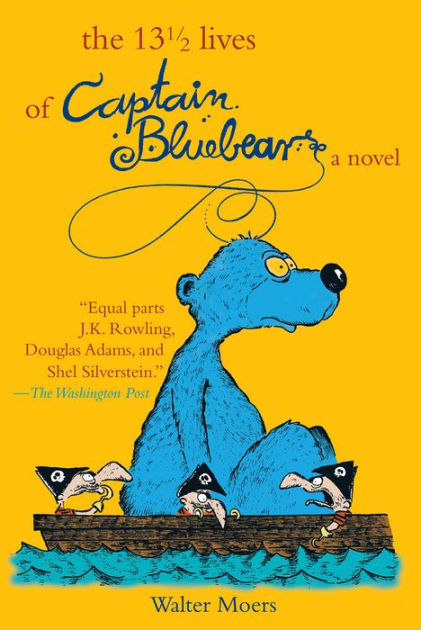 the 13½ lives
of Captain
Bluebear
a novel
“Equal parts
J.K. Rowling,
Douglas Adams, and
Shel Silverstein.”
—The Washington Post
Walter Moers